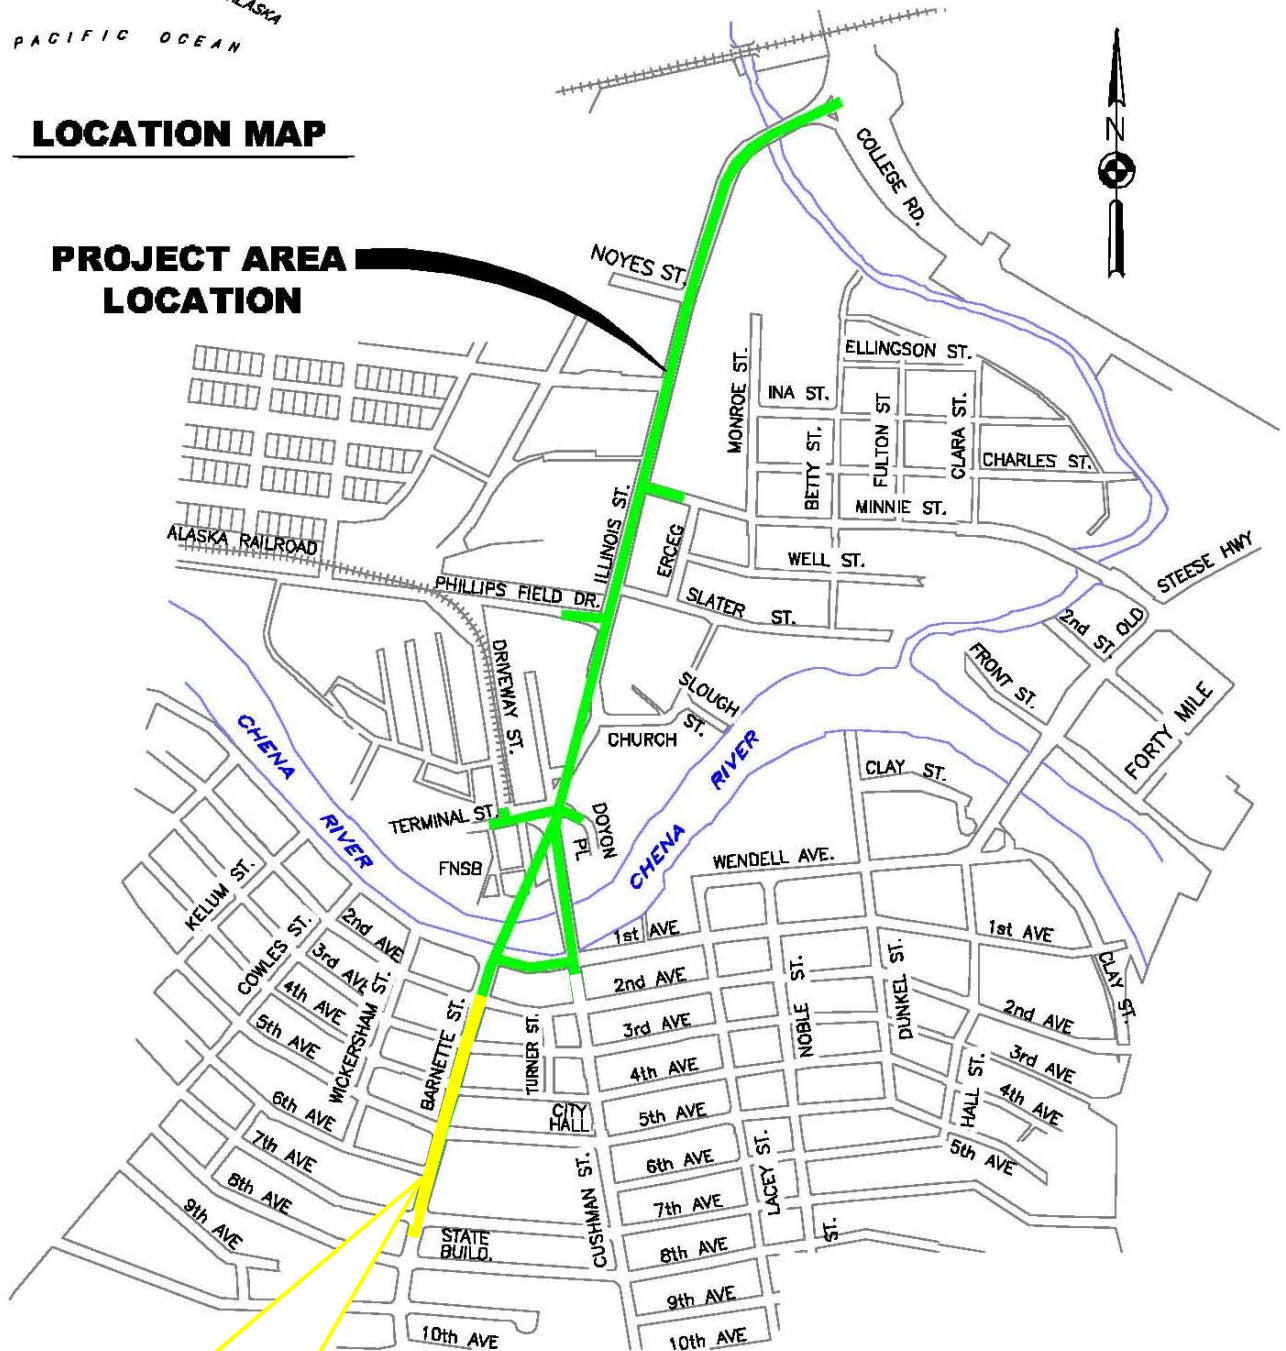 ALASKA
PACIFIC OCEAN
LOCATION MAP
N
COLLEGE RD.
PROJECT AREA
LOCATION
NOYES ST.
ELLINGSON ST.
MONROE ST.
INA ST.
BETTY ST.
FULTON ST
CLARA ST.
CHARLES ST.
MINNIE ST.
ILLINOIS ST.
ERCEG
WELL ST.
ALASKA RAILROAD
PHILLIPS FIELD DR.
SLATER ST.
STEESE HWY
OLD
2nd ST.
FRONT ST.
FORTY MILE
DRIVEWAY ST.
SLOUGH
ST.
CHURCH
CHENA
RIVER
CHENA
RIVER
CLAY ST.
TERMINAL ST.
DOYON
PL
FNSB
WENDELL AVE.
KELUM ST.
COWLES ST.
2nd AVE
3rd AVE
4th AVE
5th AVE
6th AVE
7th AVE
8th AVE
9th AVE
WICKERSHAM ST.
BARNETTE ST.
TURNER ST.
CITY
HALL
STATE
BUILD.
CUSHMAN ST.
1st AVE
2nd AVE
3rd AVE
4th AVE
5th AVE
6th AVE
7th AVE
8th AVE
9th AVE
10th AVE
10th AVE
LACEY ST.
NOBLE ST.
ST.
DUNKEL ST.
HALL ST.
1st AVE
CLAY ST.
2nd AVE
3rd AVE
4th AVE
5th AVE